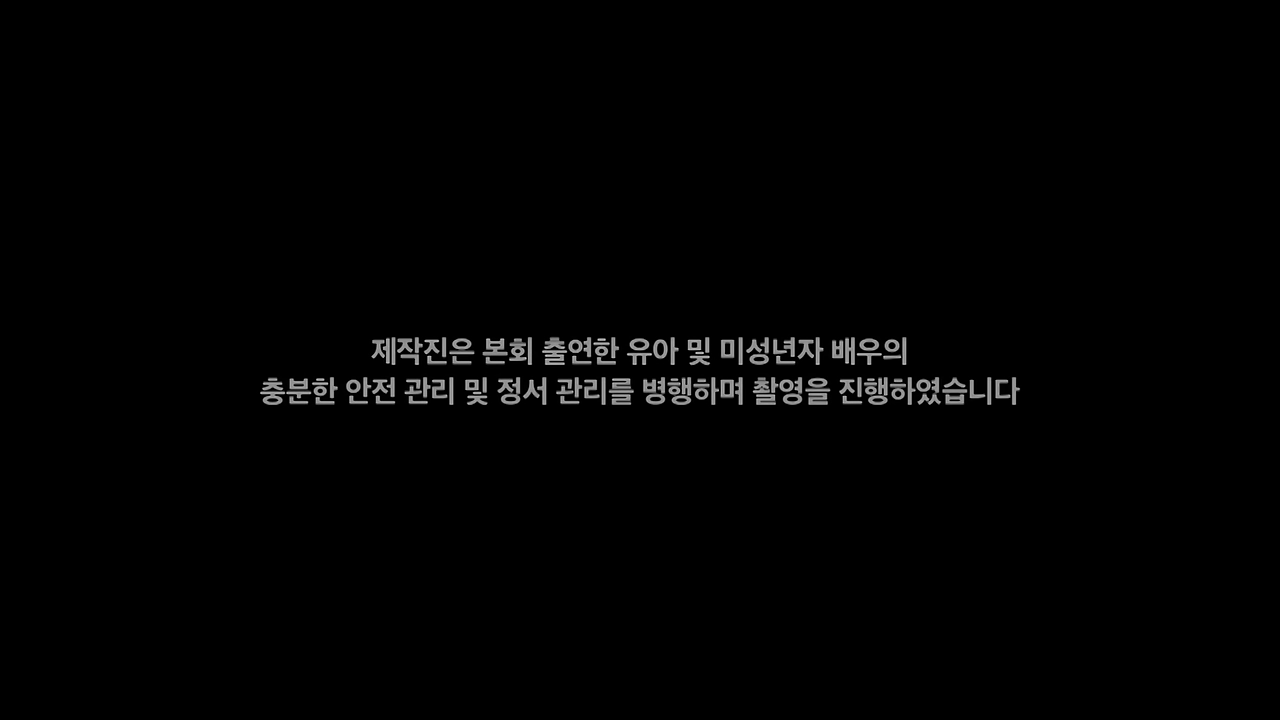 제작진은 본회 출연한 유아 및 미성년자 배우의
충분한 안전 관리 및 정서 관리를 병행하며 촬영을 진행하였습니다